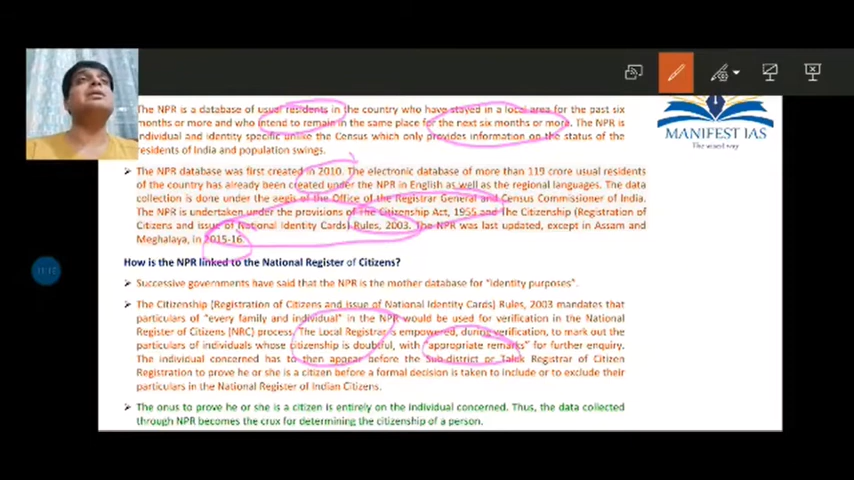 The NPR is a database of usual residents in the country who have stayed in a local area for the past six
months or more and who intend to remain in the same place for the next six months or more. The NPR is
individual and identity specific unlike the Census which only provides information on the status of the
residents of India and population swings.
MANIFEST IAS
The NPR database was first created in 2010. The electronic database of more than 119 crore usual residents
of the country has already been created under the NPR in English as well as the regional languages. The data
collection is done under the aegis of the Office of the Registrar General and Census Commissioner of India.
The NPR is undertaken under the provisions of The Citizenship Act, 1955 and The Citizenship (Registration of
Citizens and issue of National Identity Cards) Rules, 2003. The NPR was last updated, except in Assam and
Meghalaya, in 2015-16.
How is the NPR linked to the National Register of Citizens?
Successive governments have said that the NPR is the mother database for "identity purposes".
The Citizenship (Registration of Citizens and issue of National Identity Cards) Rules, 2003 mandates that
particulars of "every family and individual" in the NPR would be used for verification in the National
Register of Citizens (NRC) process. The Local Registrar is empowered, during verification, to mark out the
particulars of individuals whose citizenship is doubtful, with "appropriate remarks" for further enquiry.
The individual concerned has to then appear before the Sub-district or Taluk Registrar of Citizen
Registration to prove he or she is a citizen before a formal decision is taken to include or to exclude their
particulars in the National Register of Indian Citizens.
The onus to prove he or she is a citizen is entirely on the individual concerned. Thus, the data collected
through NPR becomes the crux for determining the citizenship of a person.